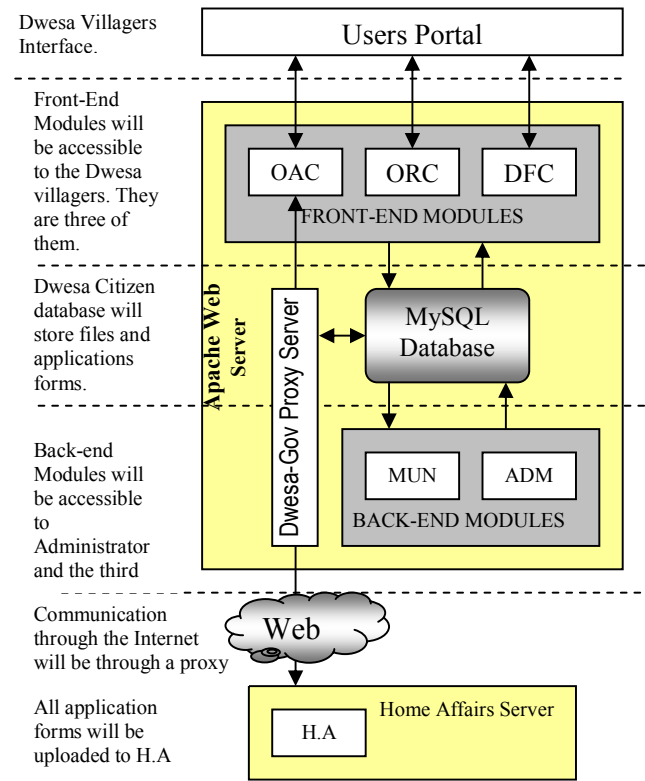 Dwesa Villagers
Interface.
Users Portal
Front-End
Modules will
be accessible
to the Dwesa
villagers. They
are three of
them.
OAC
ORC
DFC
FRONT-END MODULES
Dwesa Citizen
database will
store files and
applications
forms.
Apache Web
Server
Dwesa-Gov Proxy Server
MySQL
Database
Back-end
Modules will
be accessible
to
Administrator
and the third
MUN
ADM
BACK-END MODULES
Communication
through the Internet
will be through a proxy
Web
All application
forms will be
uploaded to H.A
Home Affairs Server
H.A